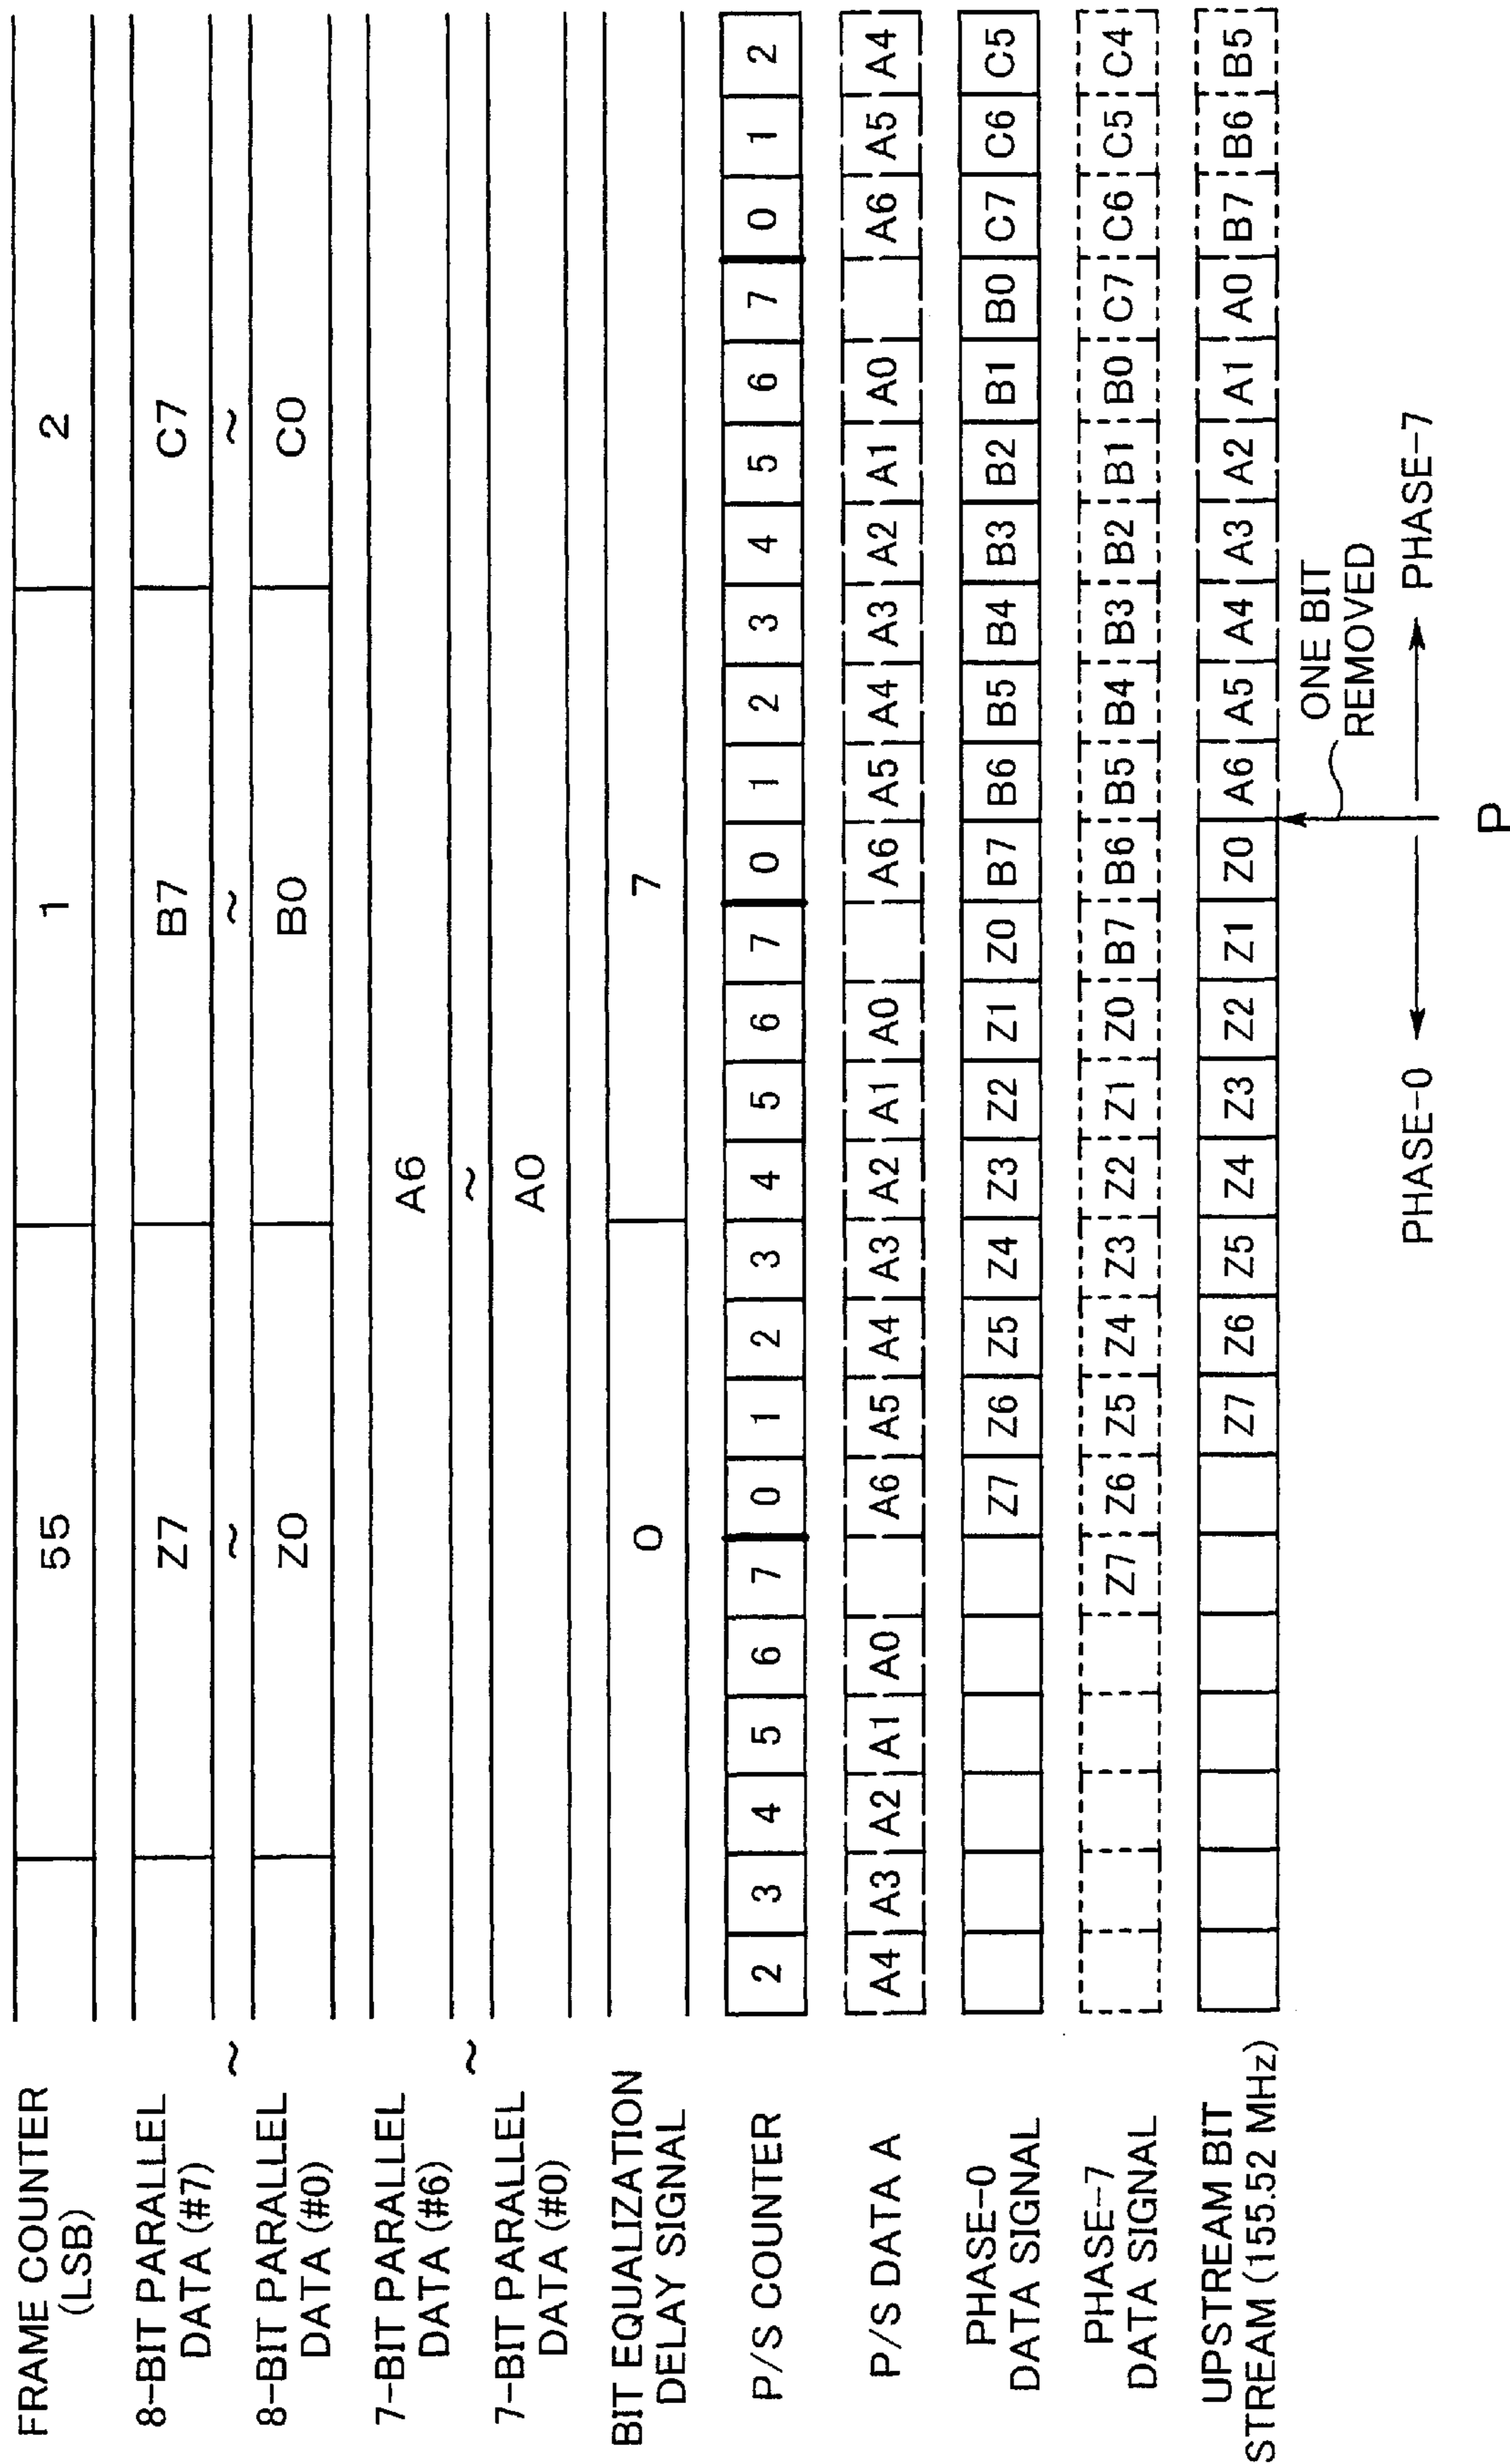 FRAME COUNTER
(LSB)
55 1 2
8-BIT PARALLEL
DATA (#7)
Z7 B7 C7
~ ~ ~ ~
8-BIT PARALLEL
DATA (#0)
Z0 B0 C0
7-BIT PARALLEL
DATA (#6)
A6
~ ~
7-BIT PARALLEL
DATA (#0)
A0
BIT EQUALIZATION
DELAY SIGNAL
0 7
P/S COUNTER
2 3 4 5 6 7 0 1 2 3 4 5 6 7 0 1 2 3 4 5 6 7 0 1 2
P/S DATA A
A4 A3 A2 A1 A0 A6 A5 A4 A3 A2 A1 A0 A6 A5 A4 A3 A2 A1 A0 A6 A5 A4
PHASE-0
DATA SIGNAL
Z7 Z6 Z5 Z4 Z3 Z2 Z1 Z0 B7 B6 B5 B4 B3 B2 B1 B0 C7 C6 C5
PHASE-7
DATA SIGNAL
Z7 Z6 Z5 Z4 Z3 Z2 Z1 Z0 B7 B6 B5 B4 B3 B2 B1 B0 C7 C6 C5 C4
UPSTREAM BIT
STREAM (155.52 MHz)
Z7 Z6 Z5 Z4 Z3 Z2 Z1 Z0 A6 A5 A4 A3 A2 A1 A0 B7 B6 B5
ONE BIT
REMOVED
PHASE-0 PHASE-7
P